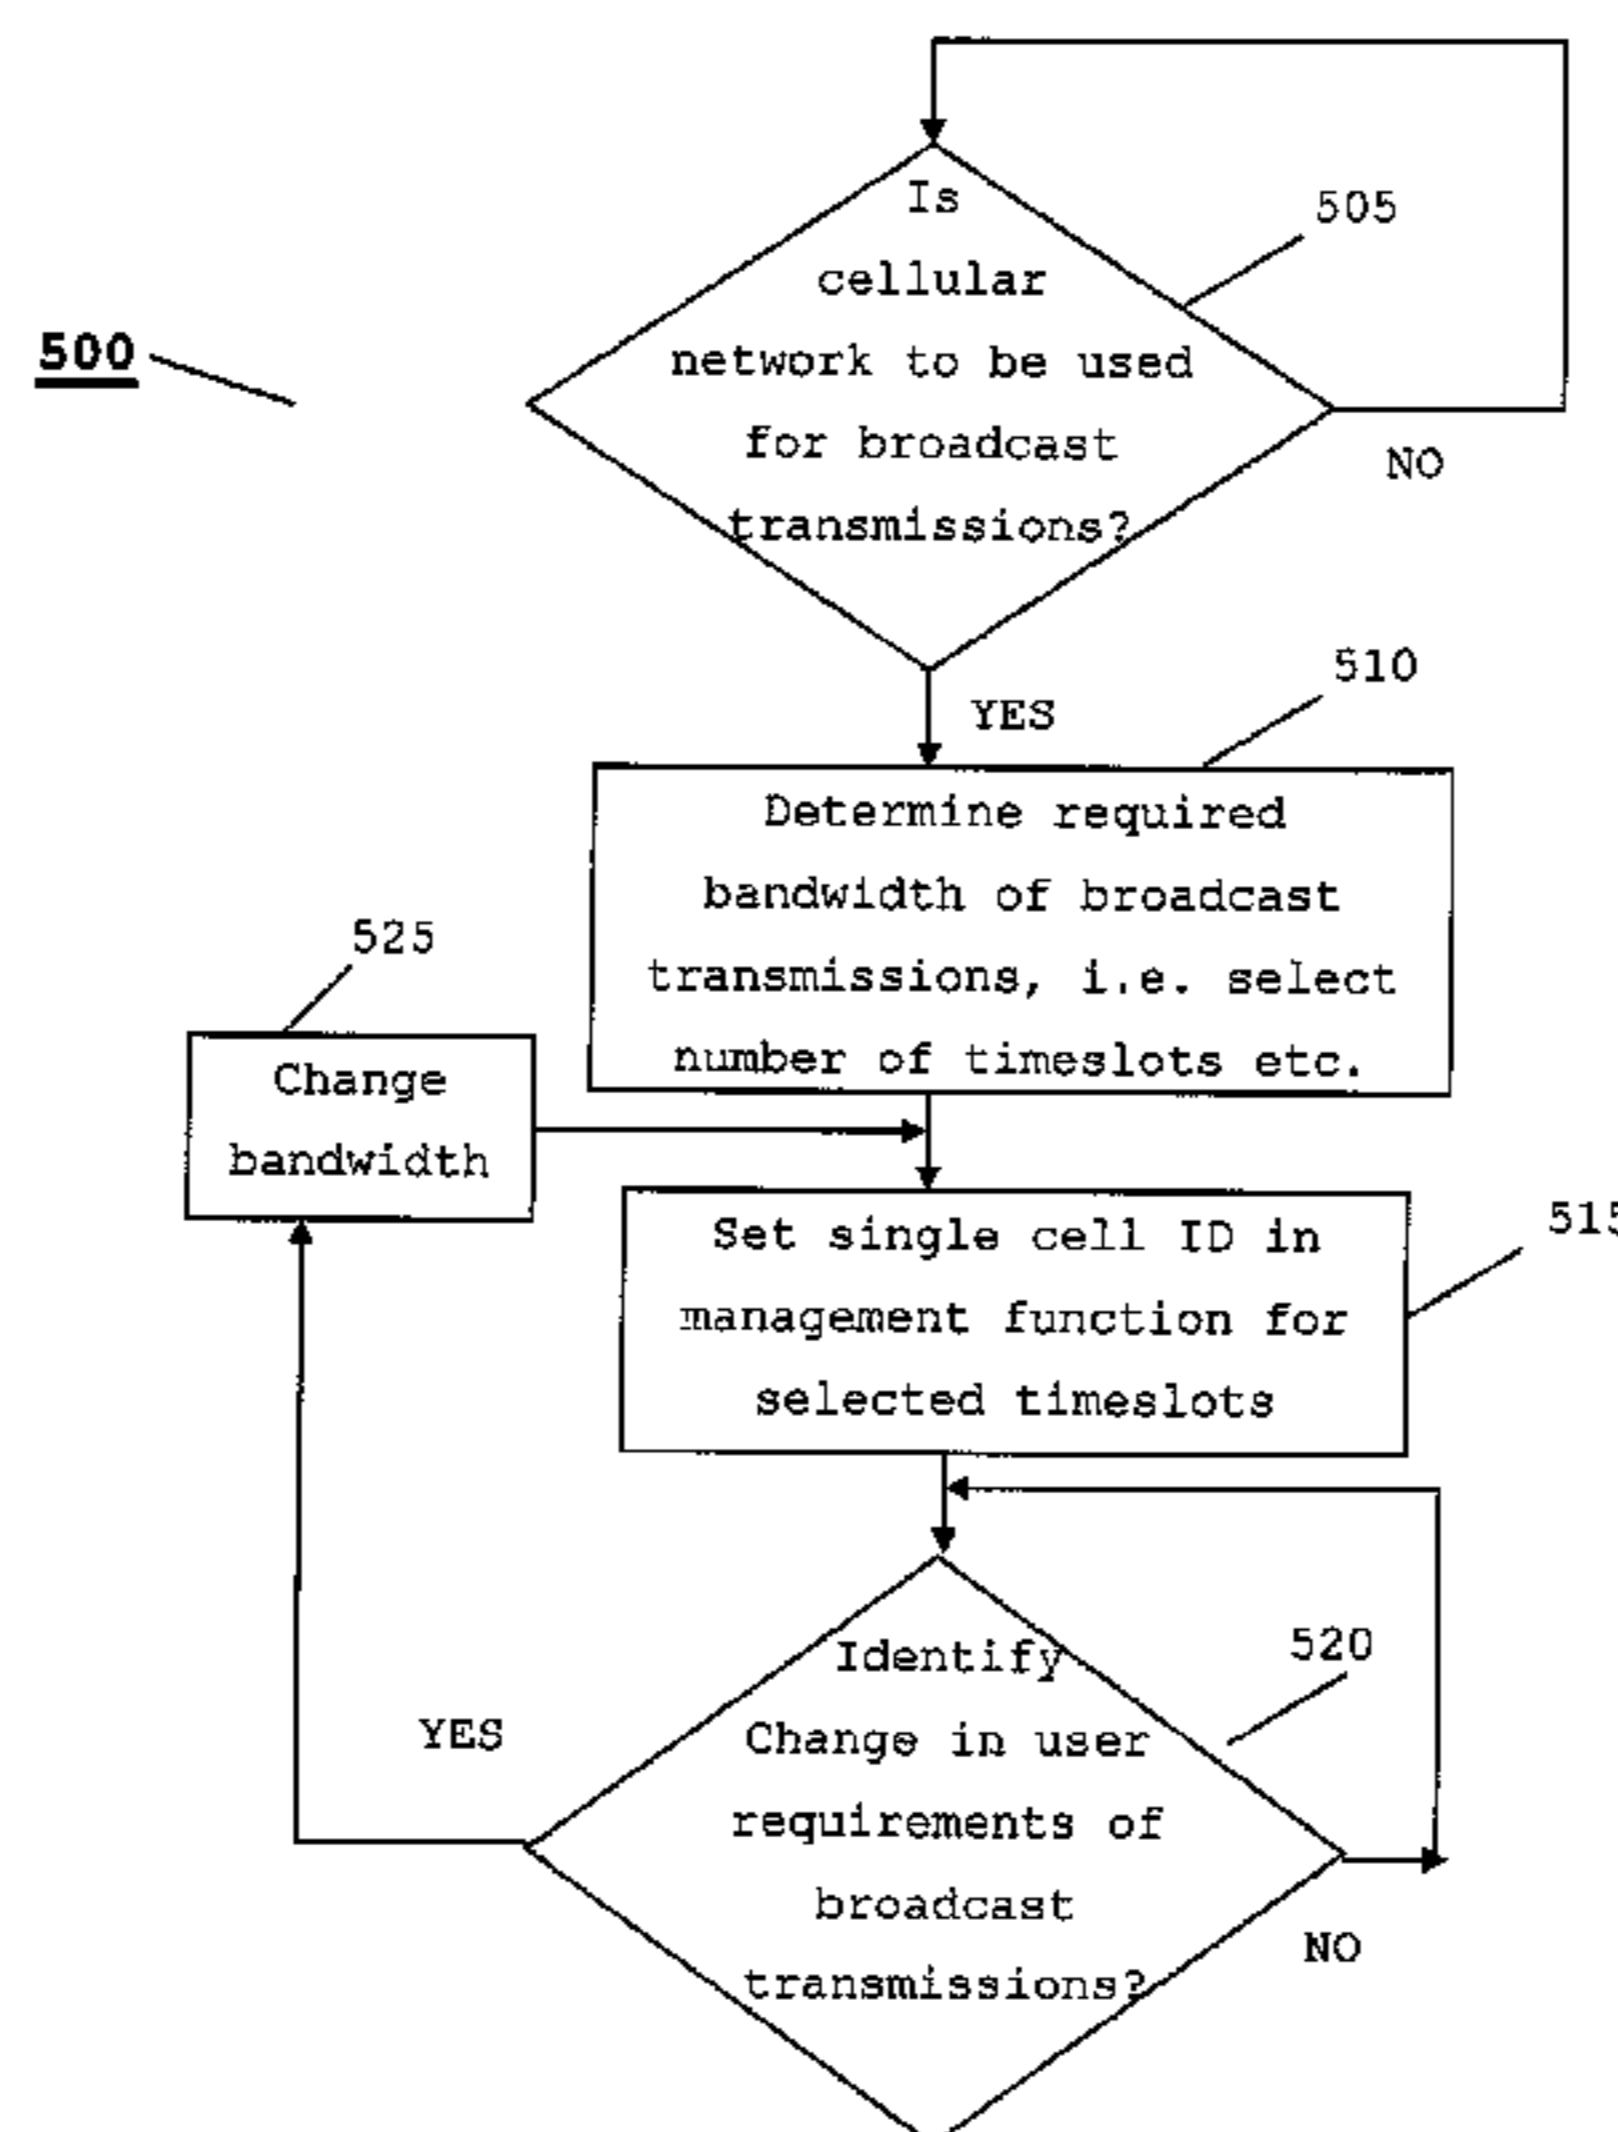 Is
cellular
network to be used
for broadcast
transmissions?
505
500
NO
YES
510
Determine required
bandwidth of broadcast
transmissions, i.e. select
number of timeslots etc.
525
Change
bandwidth
Set single cell ID in
management function for
selected timeslots
515
Identify
Change in user
requirements of
broadcast
transmissions?
520
YES
NO